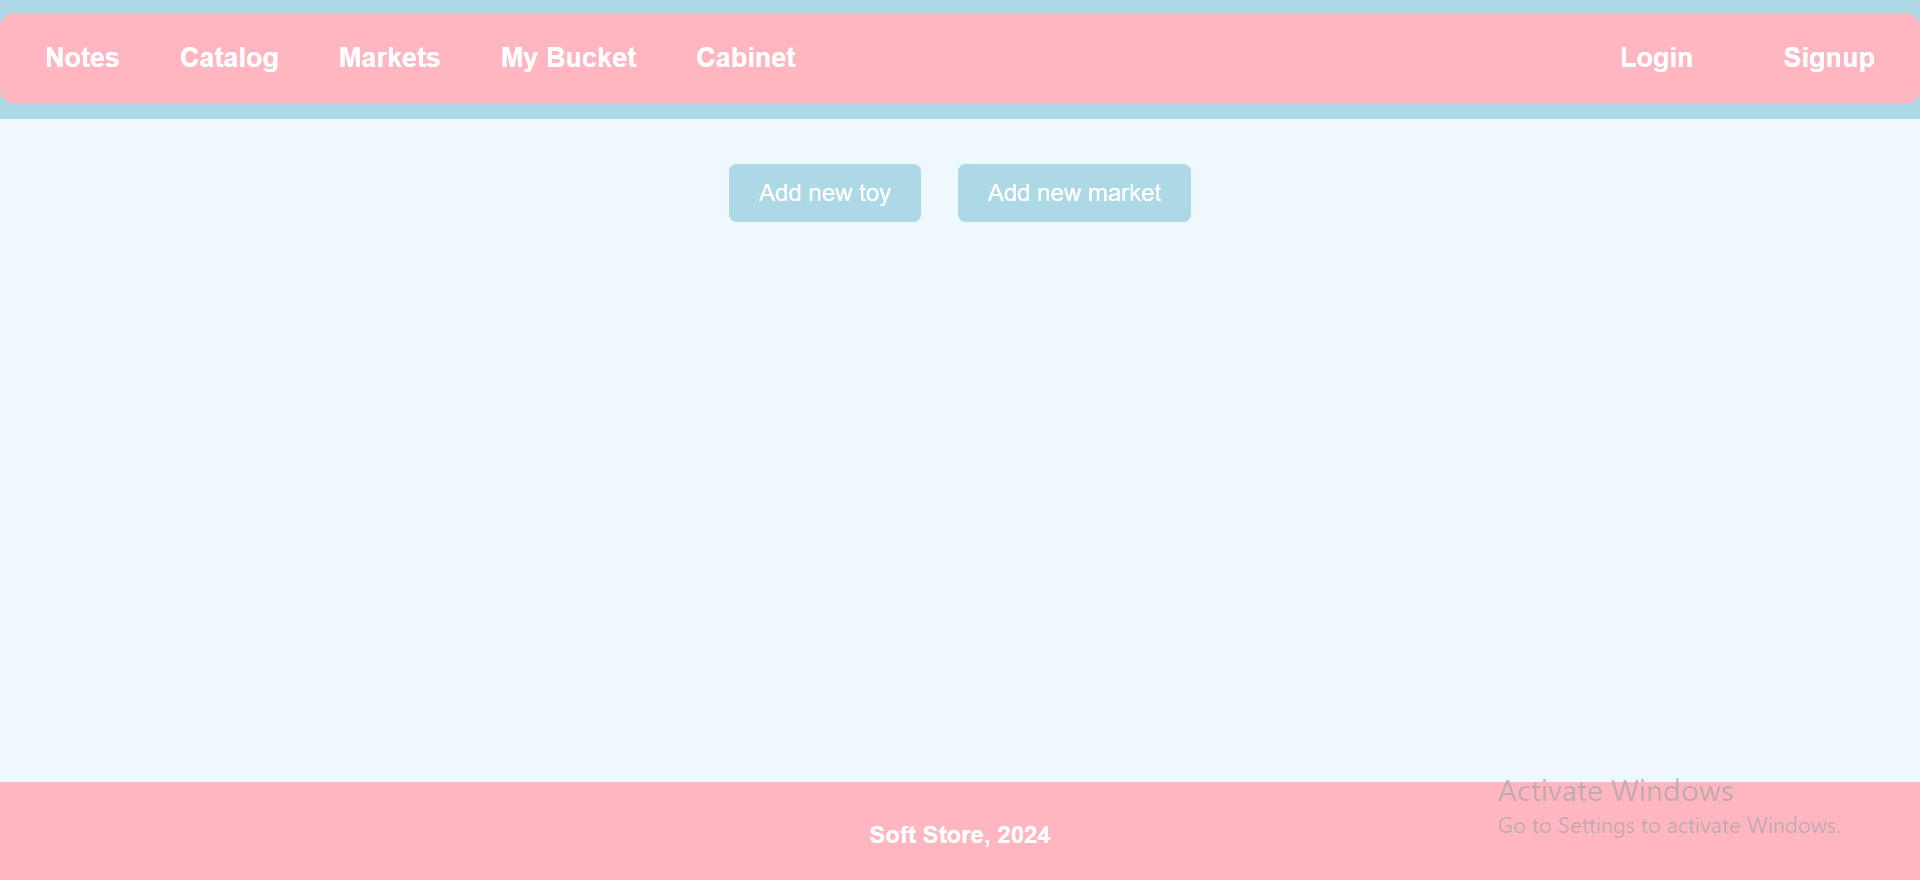 Notes Catalog Markets My Bucket Cabinet Login Signup
Add new toy Add new market
Activate Windows
Go to Settings to activate Windows.
Soft Store, 2024